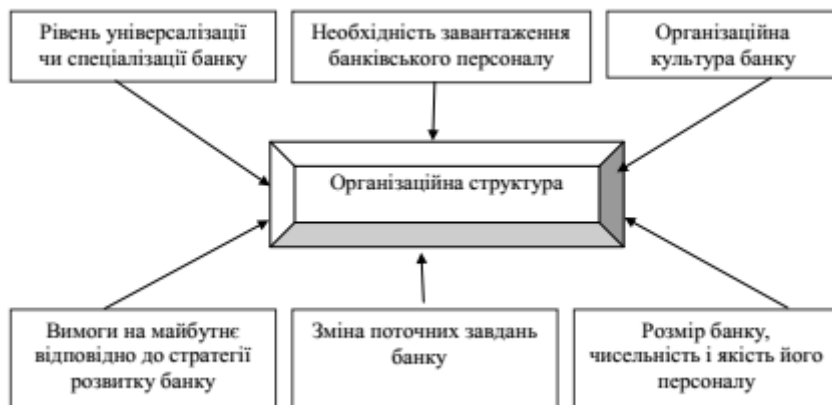 Рівень універсалізації
чи спеціалізації банку
Необхідність завантаження
банківського персоналу
Організаційна
культура банку
Організаційна структура
Вимоги на майбутнє
відповідно до стратегії
розвитку банку
Зміна поточних завдань
банку
Розмір банку,
чисельність і якість його
персоналу